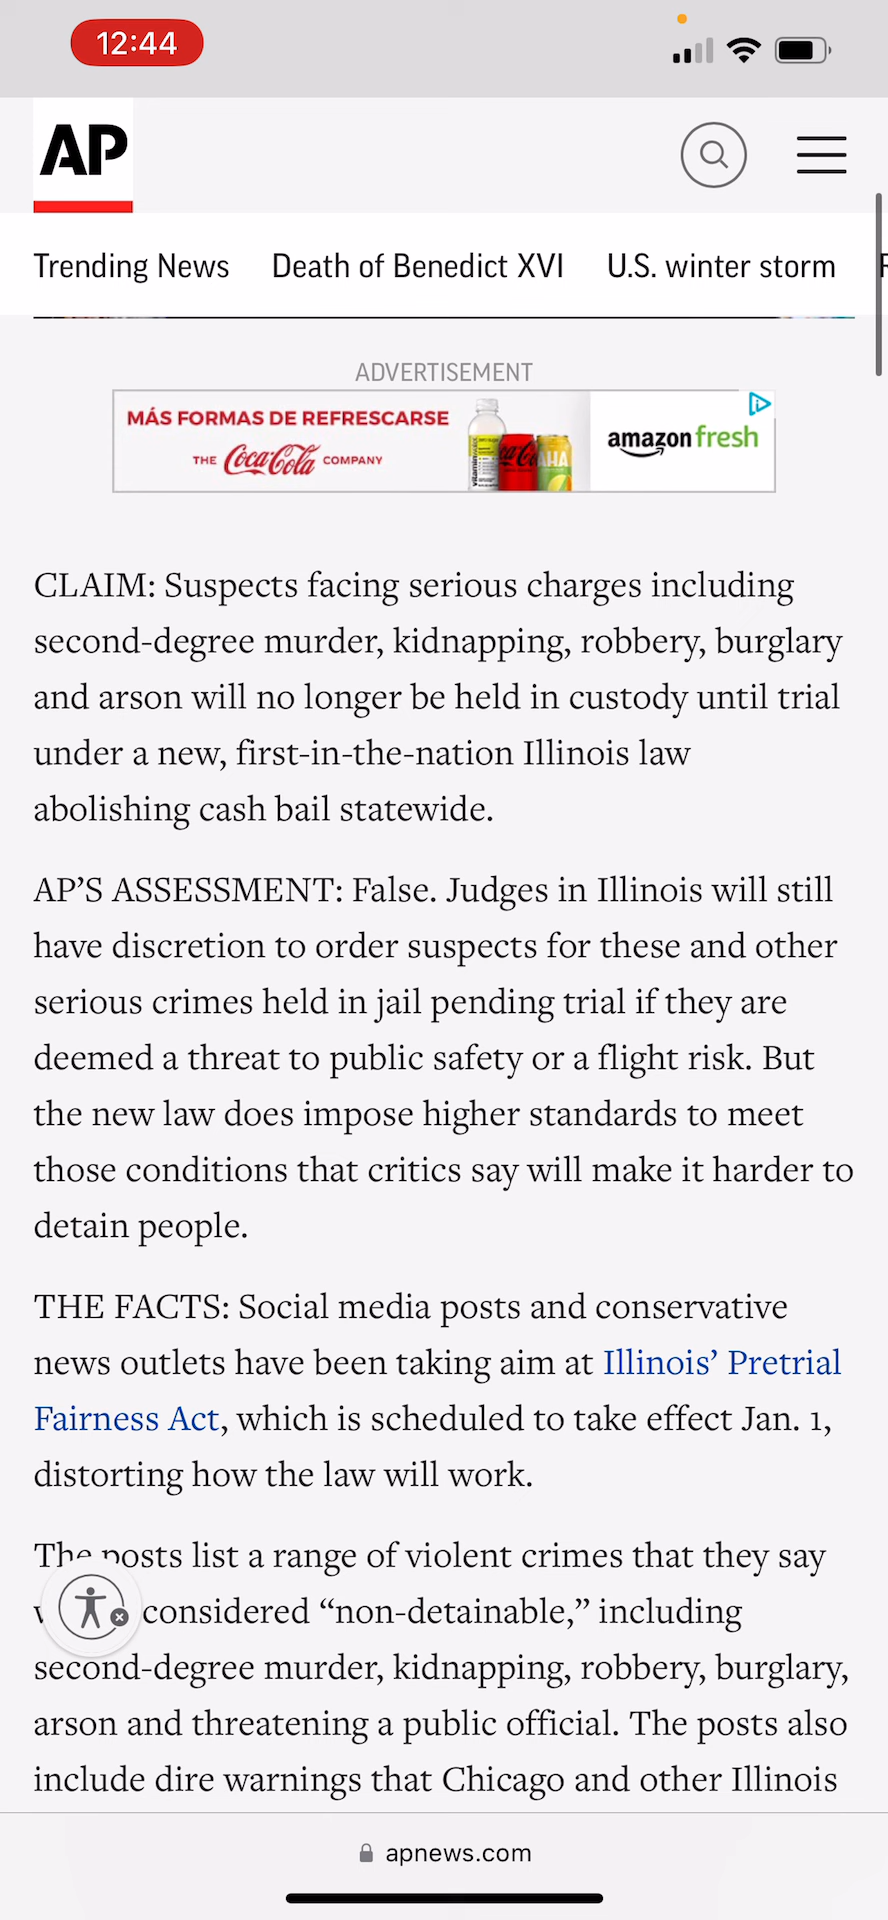 12:44
AP
Trending News Death of Benedict XVI U.S. winter storm
ADVERTISEMENT
MÁS FORMAS DE REFRESCARSE
THE Coca-Cola COMPANY
vitaminwater
AHA
amazon fresh
CLAIM: Suspects facing serious charges including
second-degree murder, kidnapping, robbery, burglary
and arson will no longer be held in custody until trial
under a new, first-in-the-nation Illinois law
abolishing cash bail statewide.
AP’S ASSESSMENT: False. Judges in Illinois will still
have discretion to order suspects for these and other
serious crimes held in jail pending trial if they are
deemed a threat to public safety or a flight risk. But
the new law does impose higher standards to meet
those conditions that critics say will make it harder to
detain people.
THE FACTS: Social media posts and conservative
news outlets have been taking aim at Illinois’ Pretrial
Fairness Act, which is scheduled to take effect Jan. 1,
distorting how the law will work.
The posts list a range of violent crimes that they say
considered “non-detainable,” including
second-degree murder, kidnapping, robbery, burglary,
arson and threatening a public official. The posts also
include dire warnings that Chicago and other Illinois
apnews.com